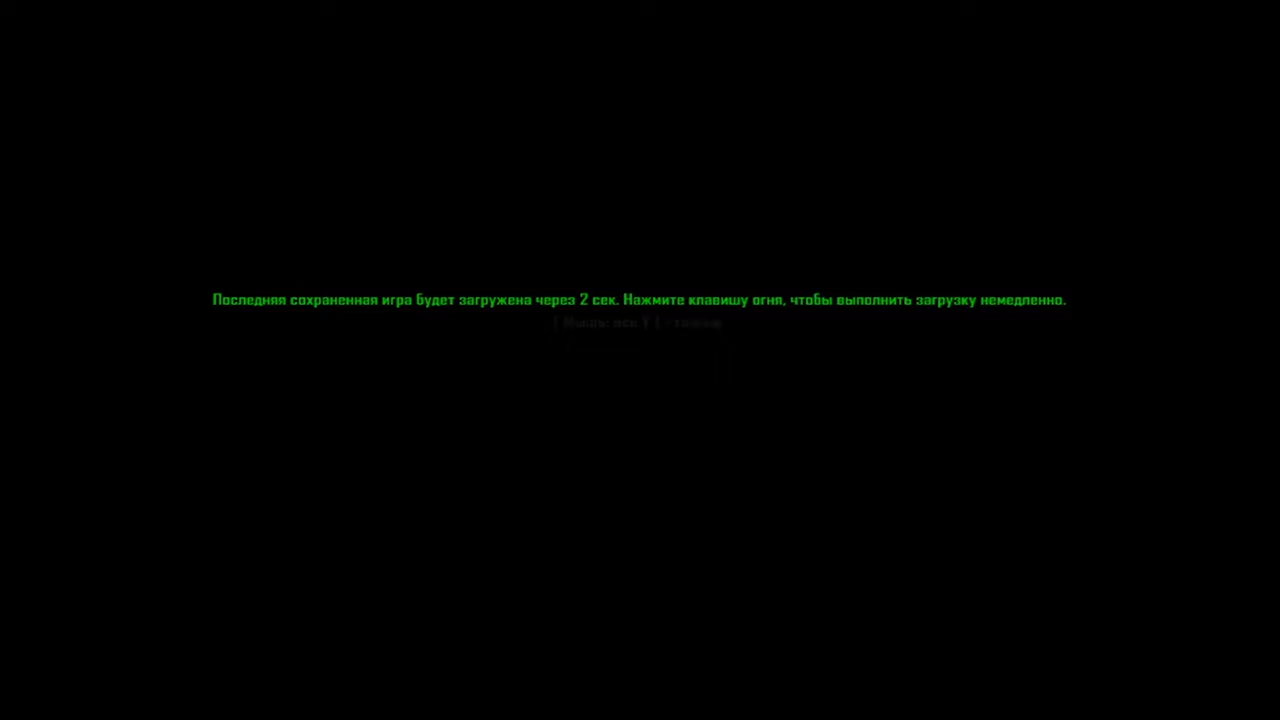 Последняя сохраненная игра будет загружена через 2 сек. Нажмите клавишу огня, чтобы выполнить загрузку немедленно.